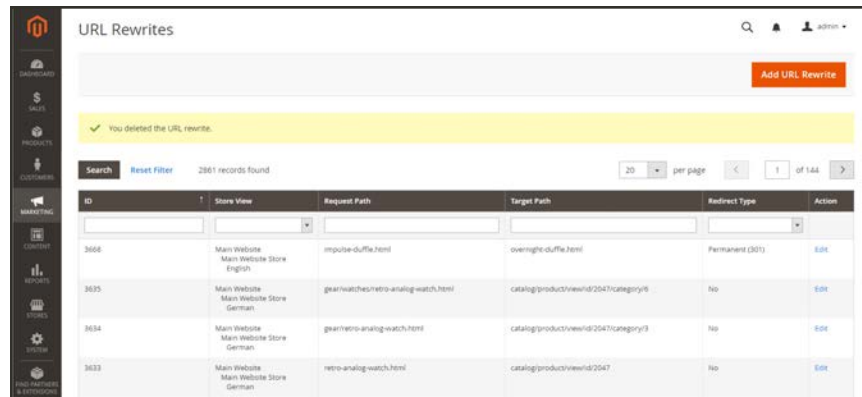 URL Rewrites
admin
Add URL Rewrite
DASHBOARD
SALES
PRODUCTS
CUSTOMERS
MARKETING
CONTENT
REPORTS
STORES
SYSTEM
FIND PARTNERS
& EXTENSIONS
You deleted the URL rewrite.
Search Reset Filter 2861 records found 20 per page 1 of 144
ID Store View Request Path Target Path Redirect Type Action
3668 Main Website impulse-duffle.html overnight-duffle.html Permanent (301) Edit
Main Website Store
English
3635 Main Website gear/watches/retro-analog-watch.html catalog/product/view/id/2047/category/6 No Edit
Main Website Store
German
3634 Main Website gear/retro-analog-watch.html catalog/product/view/id/2047/category/3 No Edit
Main Website Store
German
3633 Main Website retro-analog-watch.html catalog/product/view/id/2047 No Edit
Main Website Store
German